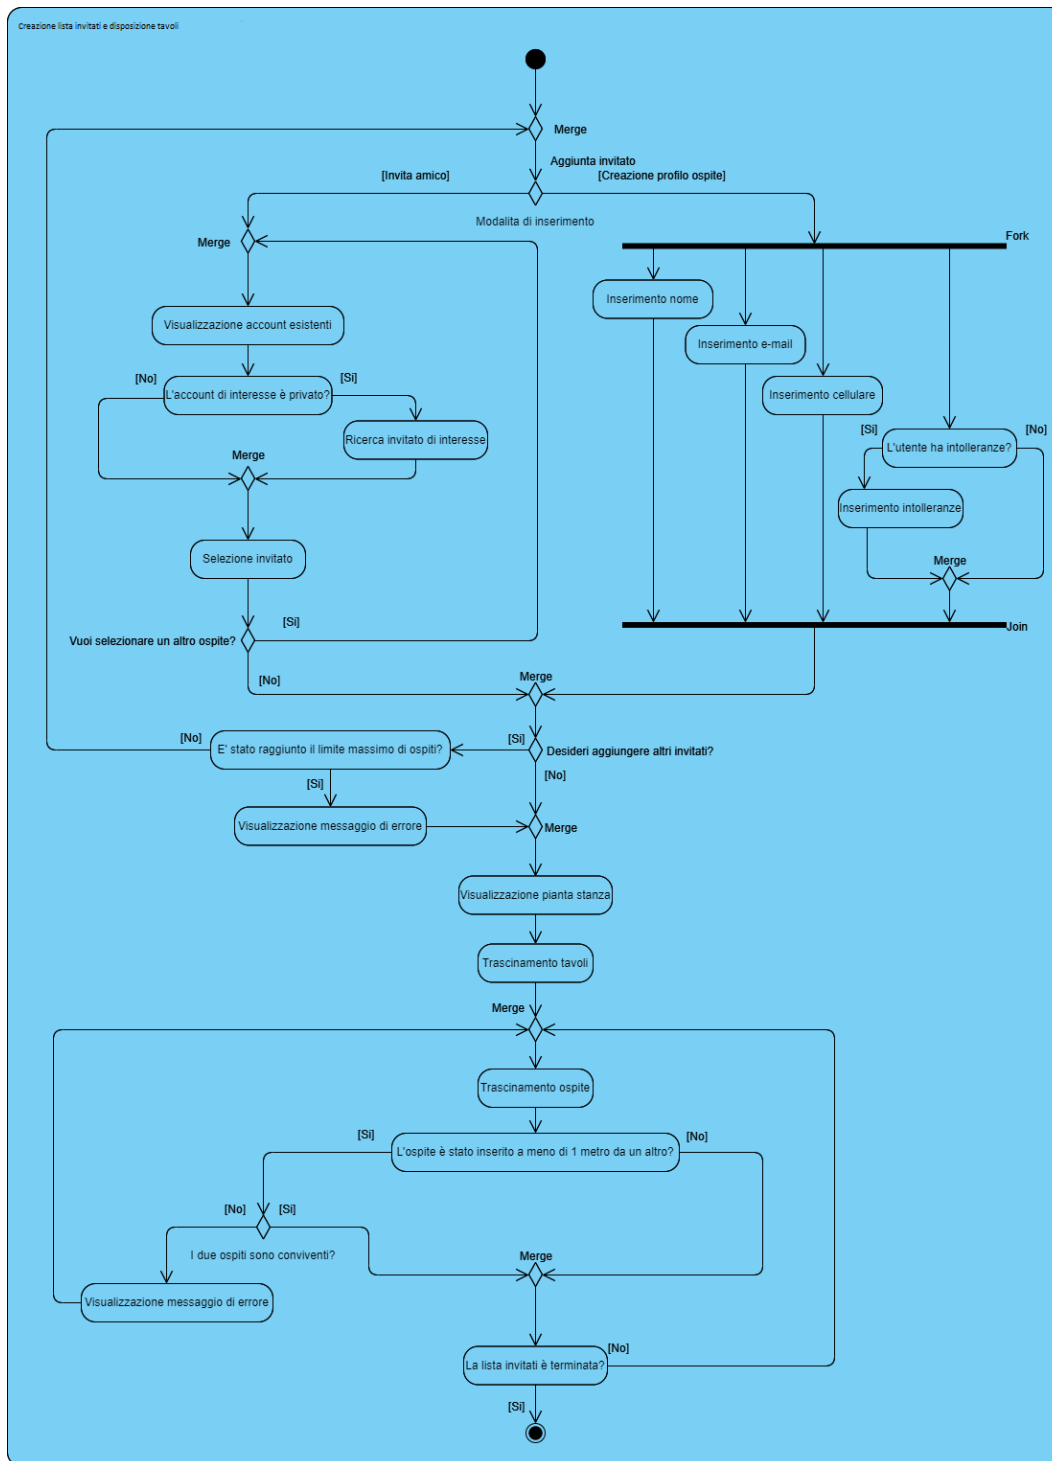 Creazione lista invitati e disposizione tavoli
Merge
Aggiunta invitato
[Invita amico]
[Creazione profilo ospite]
Modalita di inserimento
Merge
Fork
Inserimento nome
Visualizzazione account esistenti
Inserimento e-mail
[No]
[Si]
L'account di interesse è privato?
Inserimento cellulare
Ricerca invitato di interesse
[Si]
[No]
L'utente ha intolleranze?
Merge
Inserimento intolleranze
Selezione invitato
Merge
[Si]
Vuoi selezionare un altro ospite?
Join
[No]
Merge
[No]
E' stato raggiunto il limite massimo di ospiti?
[Si]
Desideri aggiungere altri invitati?
[Si]
[No]
Visualizzazione messaggio di errore
Merge
Visualizzazione pianta stanza
Trascinamento tavoli
Merge
Trascinamento ospite
[Si]
[No]
L'ospite è stato inserito a meno di 1 metro da un altro?
[No]
[Si]
I due ospiti sono conviventi?
Merge
Visualizzazione messaggio di errore
[No]
La lista invitati è terminata?
[Si]